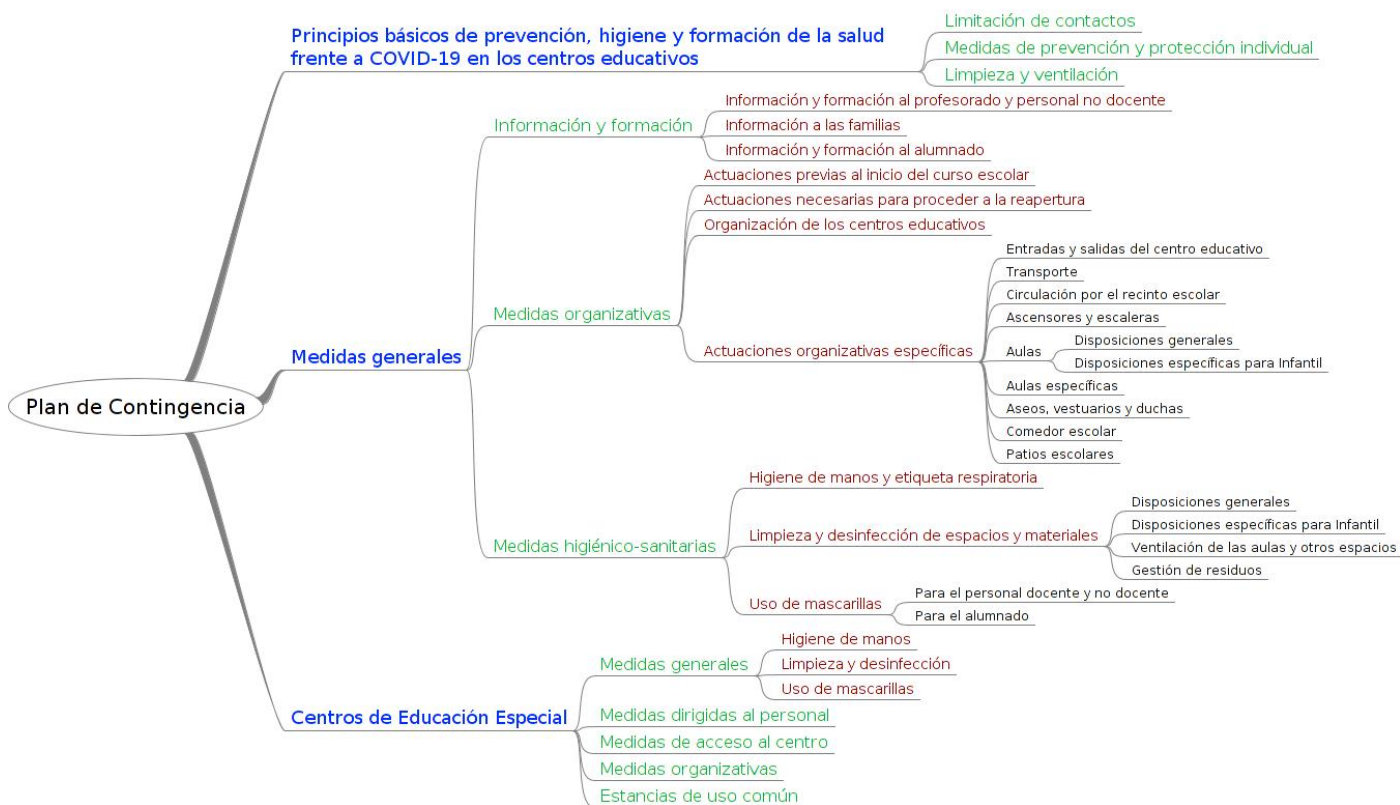 Plan de Contingencia
Principios básicos de prevención, higiene y formación de la salud
frente a COVID-19 en los centros educativos
Limitación de contactos
Medidas de prevención y protección individual
Limpieza y ventilación
Medidas generales
Información y formación
Información y formación al profesorado y personal no docente
Información a las familias
Información y formación al alumnado
Medidas organizativas
Actuaciones previas al inicio del curso escolar
Actuaciones necesarias para proceder a la reapertura
Organización de los centros educativos
Actuaciones organizativas específicas
Entradas y salidas del centro educativo
Transporte
Circulación por el recinto escolar
Ascensores y escaleras
Aulas
Disposiciones generales
Disposiciones específicas para Infantil
Aulas específicas
Aseos, vestuarios y duchas
Comedor escolar
Patios escolares
Medidas higiénico-sanitarias
Higiene de manos y etiqueta respiratoria
Limpieza y desinfección de espacios y materiales
Disposiciones generales
Disposiciones específicas para Infantil
Ventilación de las aulas y otros espacios
Gestión de residuos
Uso de mascarillas
Para el personal docente y no docente
Para el alumnado
Centros de Educación Especial
Medidas generales
Higiene de manos
Limpieza y desinfección
Uso de mascarillas
Medidas dirigidas al personal
Medidas de acceso al centro
Medidas organizativas
Estancias de uso común